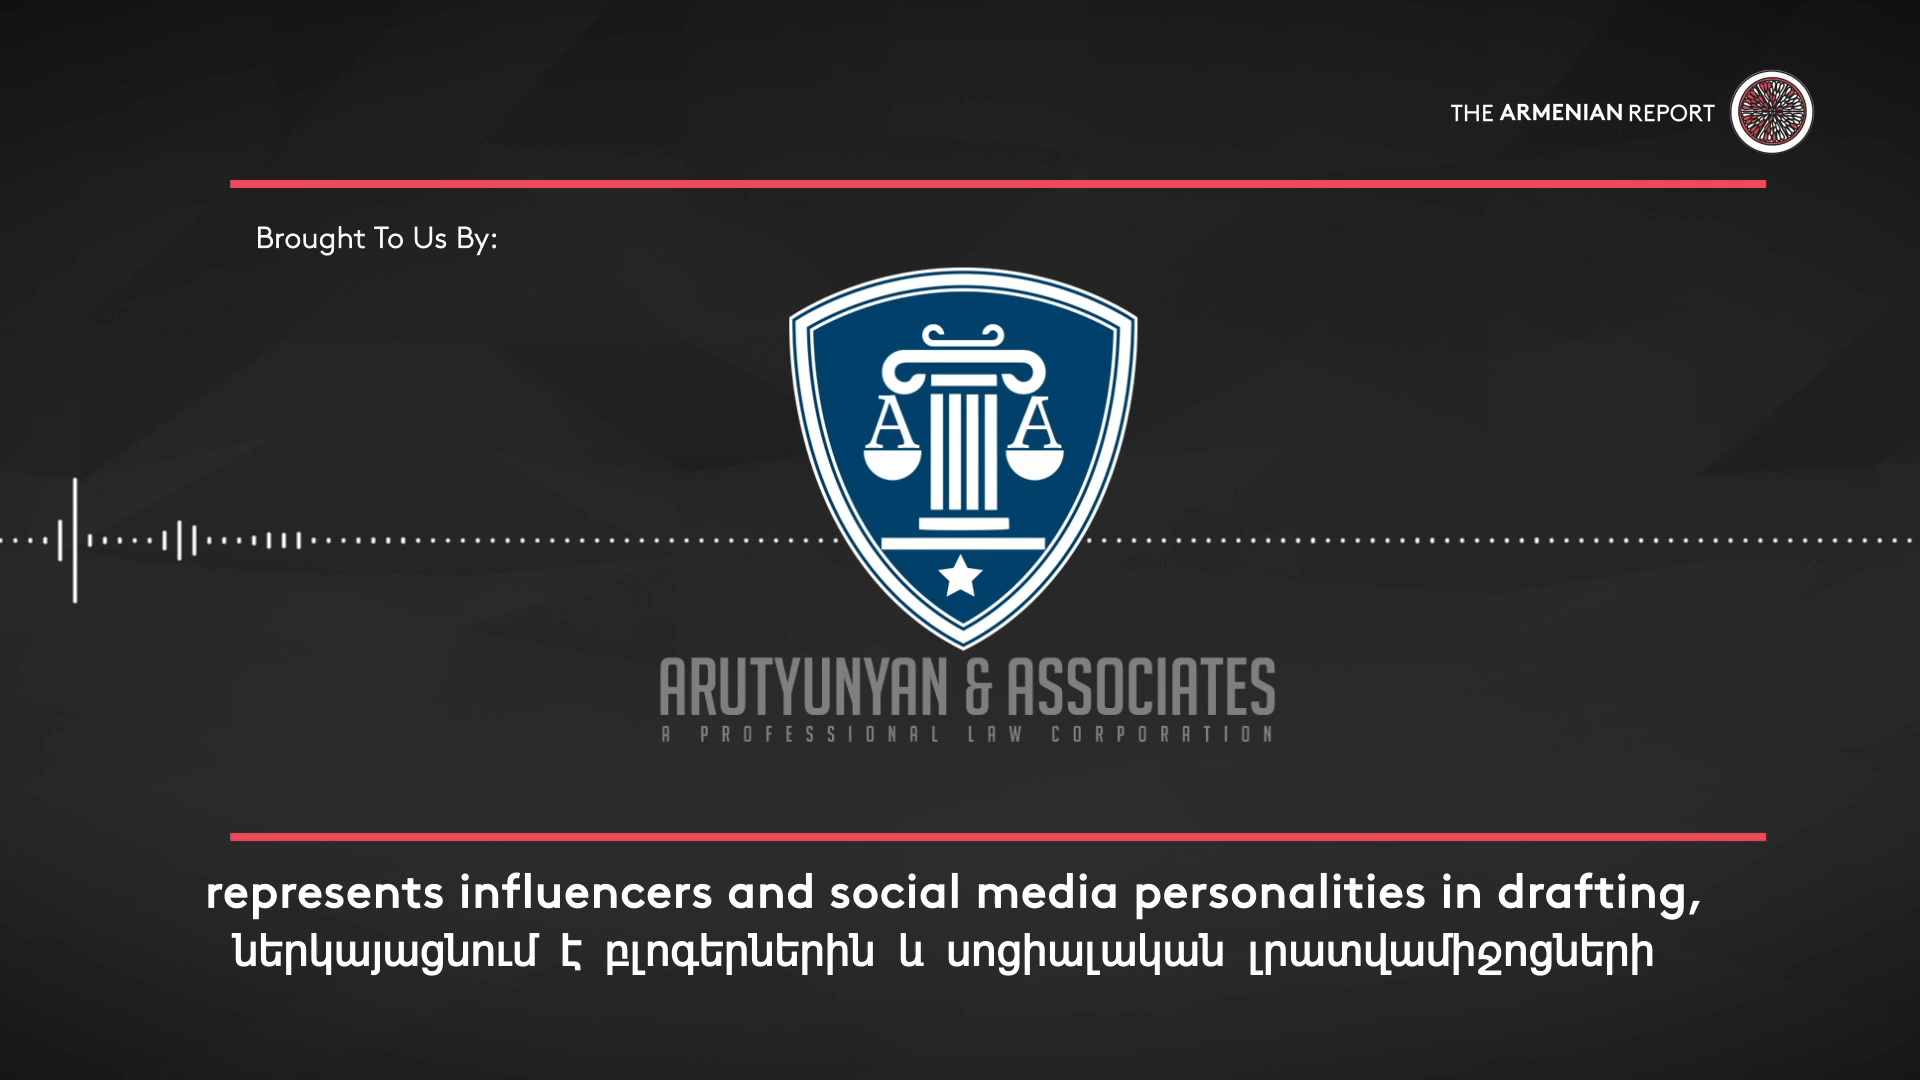 THE ARMENIAN REPORT
Brought To Us By:
A A
ARUTYUNYAN & ASSOCIATES
A PROFESSIONAL LAW CORPORATION
represents influencers and social media personalities in drafting,
ներկայացնում է բլոգերներին և սոցիալական լրատվամիջոցների